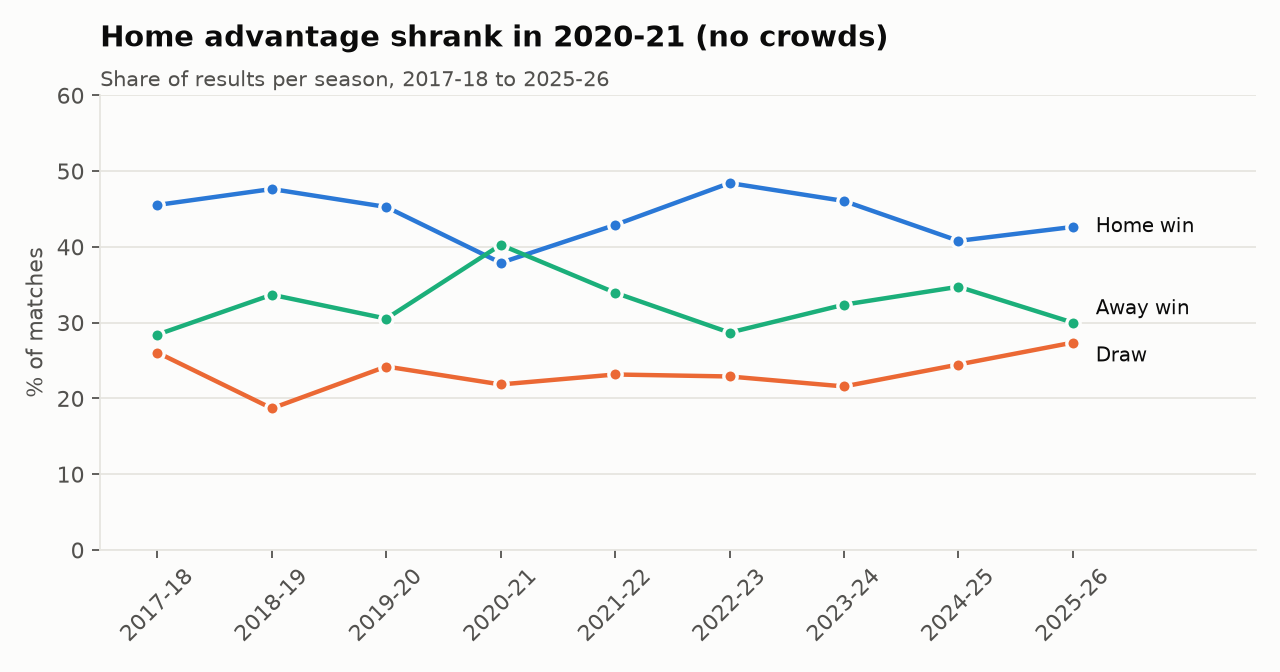 Home advantage shrank in 2020-21 (no crowds)
Share of results per season, 2017-18 to 2025-26
% of matches
60
50
40
30
20
10
0
Home win
Away win
Draw
2017-18
2018-19
2019-20
2020-21
2021-22
2022-23
2023-24
2024-25
2025-26